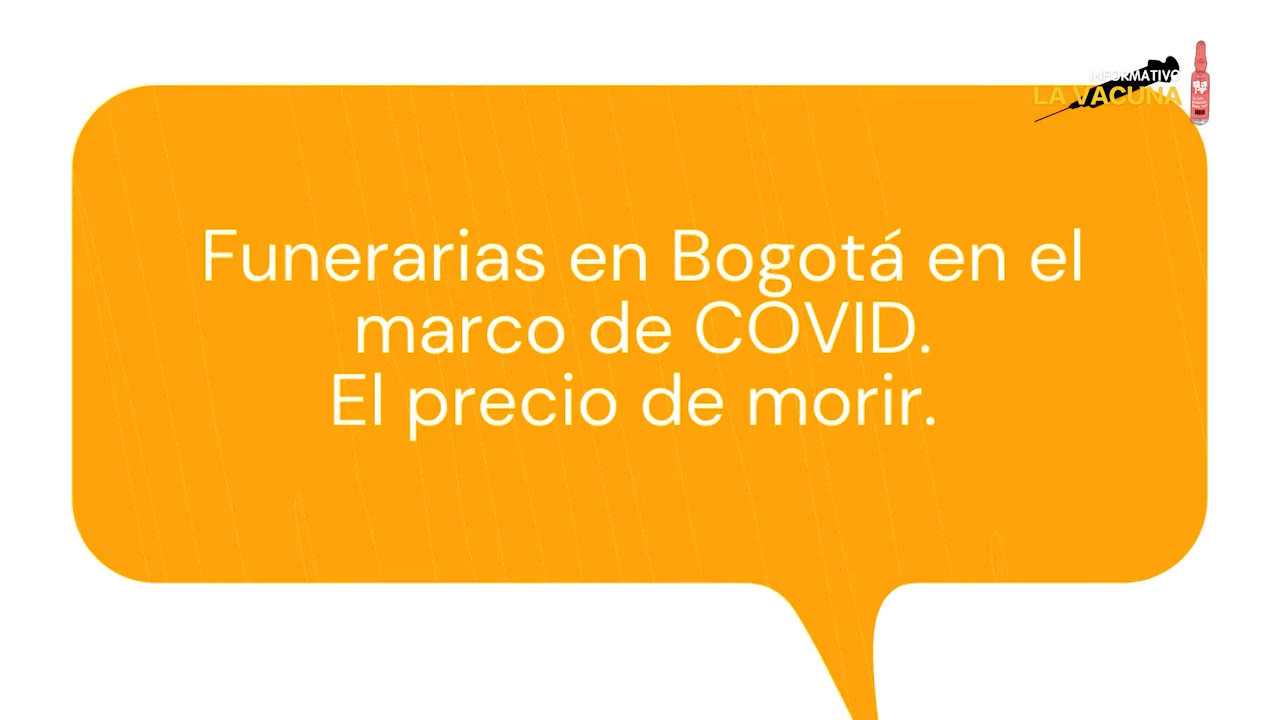 INFORMATIVO
LA VACUNA
Funerarias en Bogotá en el
marco de COVID.
El precio de morir.